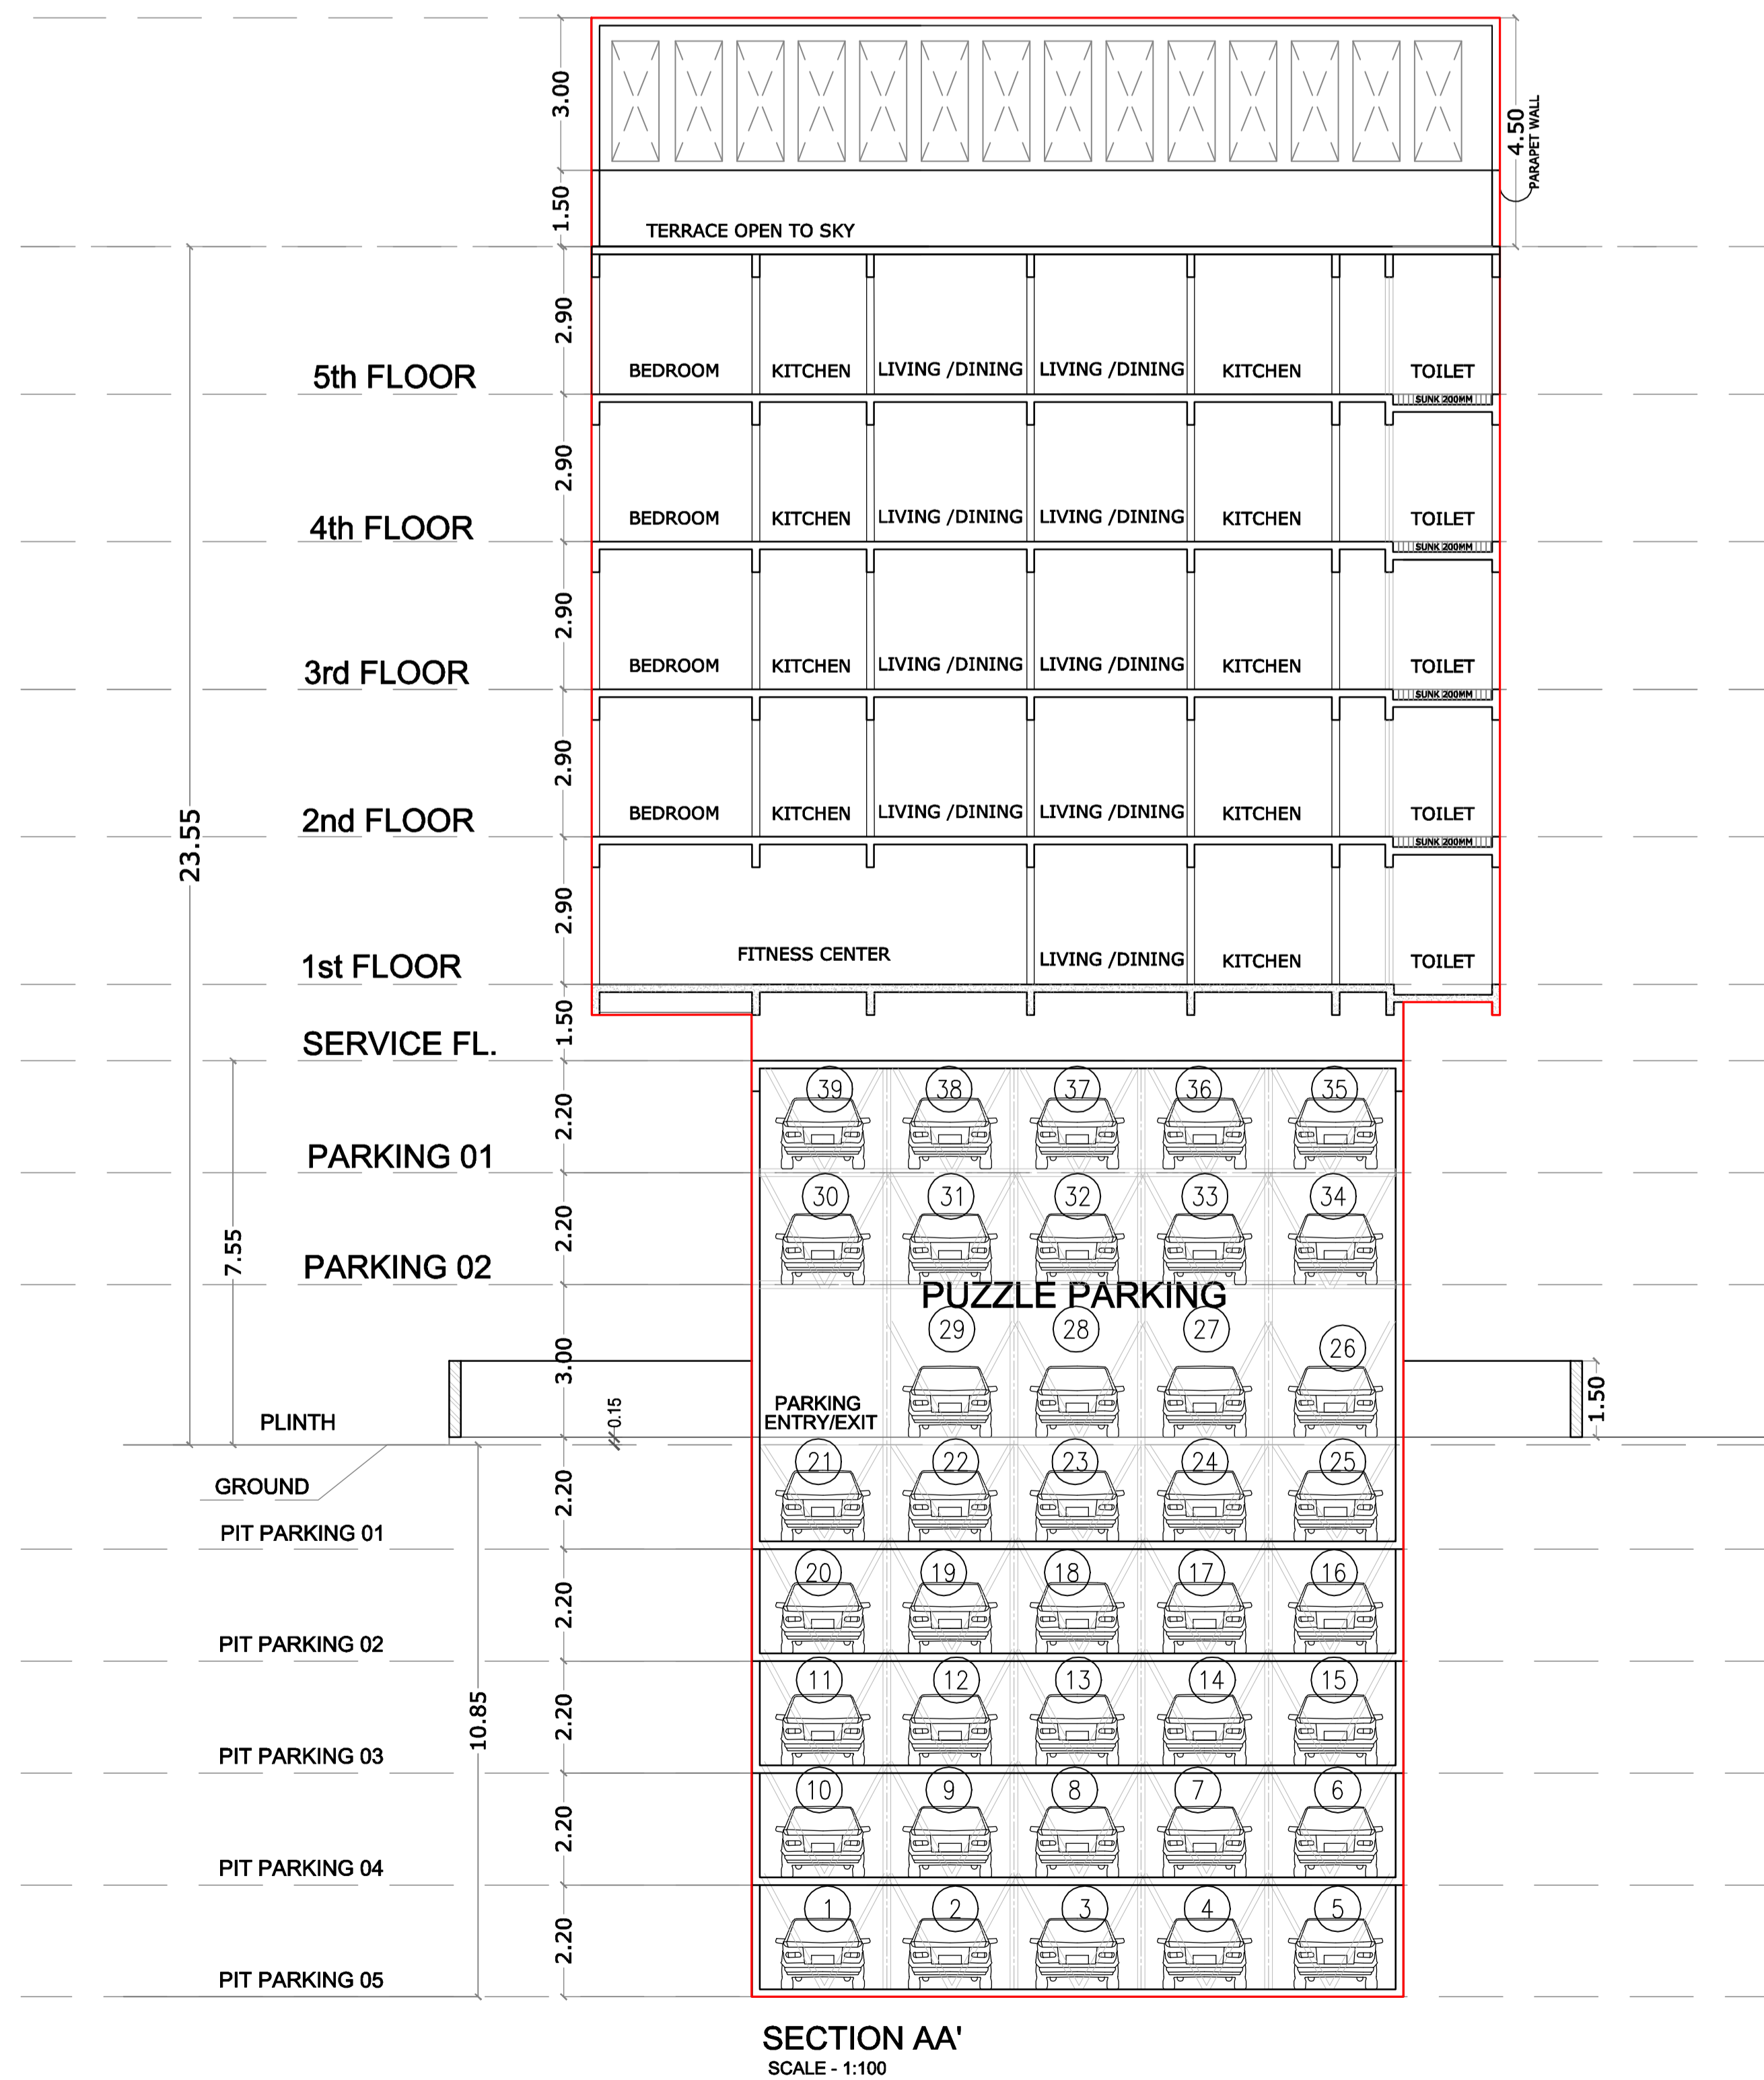 3.00
4.50
PARAPET WALL
1.50
TERRACE OPEN TO SKY
2.90
5th FLOOR
BEDROOM KITCHEN LIVING /DINING LIVING /DINING KITCHEN TOILET
SUNK 200MM
2.90
4th FLOOR
BEDROOM KITCHEN LIVING /DINING LIVING /DINING KITCHEN TOILET
SUNK 200MM
2.90
3rd FLOOR
BEDROOM KITCHEN LIVING /DINING LIVING /DINING KITCHEN TOILET
SUNK 200MM
2.90
23.55
2nd FLOOR
BEDROOM KITCHEN LIVING /DINING LIVING /DINING KITCHEN TOILET
SUNK 200MM
2.90
1st FLOOR
FITNESS CENTER LIVING /DINING KITCHEN TOILET
1.50
SERVICE FL.
39 38 37 36 35
2.20
PARKING 01
30 31 32 33 34
2.20
7.55
PARKING 02
PUZZLE PARKING
29 28 27 26
3.00
1.50
PARKING
ENTRY/EXIT
0.15
PLINTH
21 22 23 24 25
GROUND
2.20
PIT PARKING 01
20 19 18 17 16
2.20
PIT PARKING 02
11 12 13 14 15
2.20
10.85
PIT PARKING 03
10 9 8 7 6
2.20
PIT PARKING 04
1 2 3 4 5
2.20
PIT PARKING 05
SECTION AA'
SCALE - 1:100